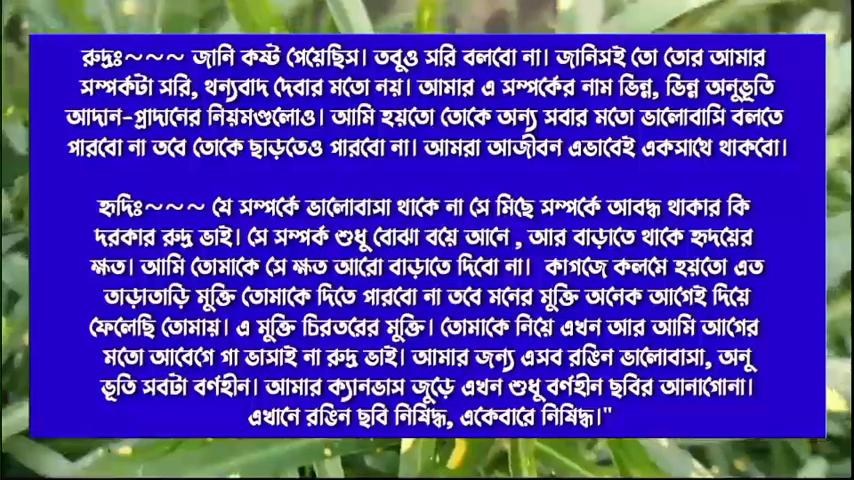 রুদ্রঃ~~~ জানি কষ্ট পেয়েছিস। তবুও সরি বলবো না। জানিসই তো তোর আমার
সম্পর্কটা সরি, থন্যবাদ দেবার মতো নয়। আমার এ সম্পর্কের নাম ভিন্ন, ভিন্ন অনুভূতি
আদান-প্রাদানের নিয়মগুলোও। আমি হয়তো তোকে অন্য সবার মতো ভালোবাসি বলতে
পারবো না তবে তোকে ছাড়তেও পারবো না। আমরা আজীবন এভাবেই একসাথে থাকবো।
হৃদিঃ~~~ যে সম্পর্কে ভালোবাসা থাকে না সে মিছে সম্পর্কে আবদ্ধ থাকার কি
দরকার রুদ্র ভাই। সে সম্পর্ক শুধু বোঝা বয়ে আনে , আর বাড়াতে থাকে হৃদয়ের
ক্ষত। আমি তোমাকে সে ক্ষত আরো বাড়াতে দিবো না। কাগজে কলমে হয়তো এত
তাড়াতাড়ি মুক্তি তোমাকে দিতে পারবো না তবে মনের মুক্তি অনেক আগেই দিয়ে
ফেলেছি তোমায়। এ মুক্তি চিরতরের মুক্তি। তোমাকে নিয়ে এখন আর আমি আগের
মতো আবেগে গা ভাসাই না রুদ্র ভাই। আমার জন্য এসব রঙিন ভালোবাসা, অনু
ভূতি সবটা বর্ণহীন। আমার ক্যানভাস জুড়ে এখন শুধু বর্ণহীন ছবির আনাগোনা।
এখানে রঙিন ছবি নিষিদ্ধ, একেবারে নিষিদ্ধ।"